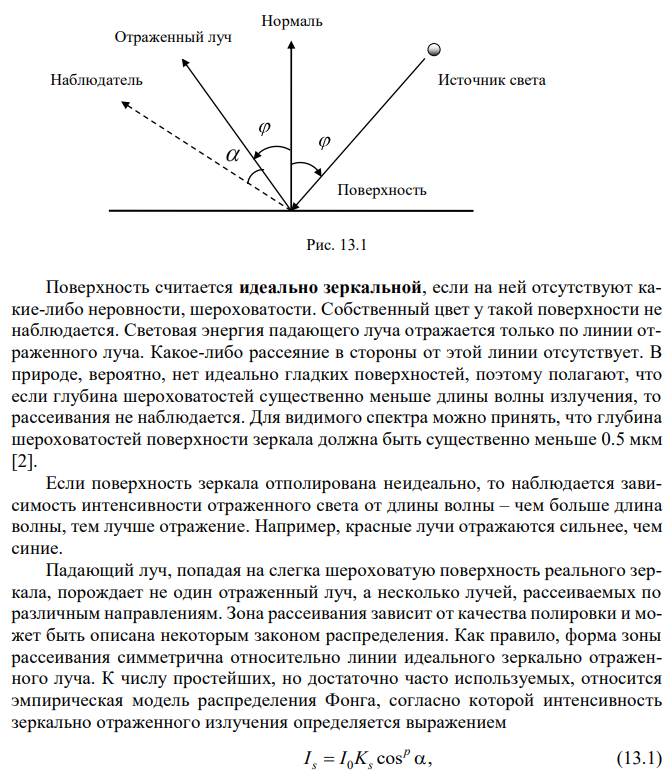 Нормаль
Отраженный луч
Наблюдатель
Источник света
φ
φ
α
Поверхность
Рис. 13.1
Поверхность считается идеально зеркальной, если на ней отсутствуют ка-
кие-либо неровности, шероховатости. Собственный цвет у такой поверхности не
наблюдается. Световая энергия падающего луча отражается только по линии от-
раженного луча. Какое-либо рассеяние в стороны от этой линии отсутствует. В
природе, вероятно, нет идеально гладких поверхностей, поэтому полагают, что
если глубина шероховатостей существенно меньше длины волны излучения, то
рассеивания не наблюдается. Для видимого спектра можно принять, что глубина
шероховатостей поверхности зеркала должна быть существенно меньше 0.5 мкм
[2].
Если поверхность зеркала отполирована неидеально, то наблюдается зави-
симость интенсивности отраженного света от длины волны – чем больше длина
волны, тем лучше отражение. Например, красные лучи отражаются сильнее, чем
синие.
Падающий луч, попадая на слегка шероховатую поверхность реального зер-
кала, порождает не один отраженный луч, а несколько лучей, рассеиваемых по
различным направлениям. Зона рассеивания зависит от качества полировки и мо-
жет быть описана некоторым законом распределения. Как правило, форма зоны
рассеивания симметрична относительно линии идеального зеркально отражен-
ного луча. К числу простейших, но достаточно часто используемых, относится
эмпирическая модель распределения Фонга, согласно которой интенсивность
зеркально отраженного излучения определяется выражением
I_s = I_0 K_s cos^p α, (13.1)